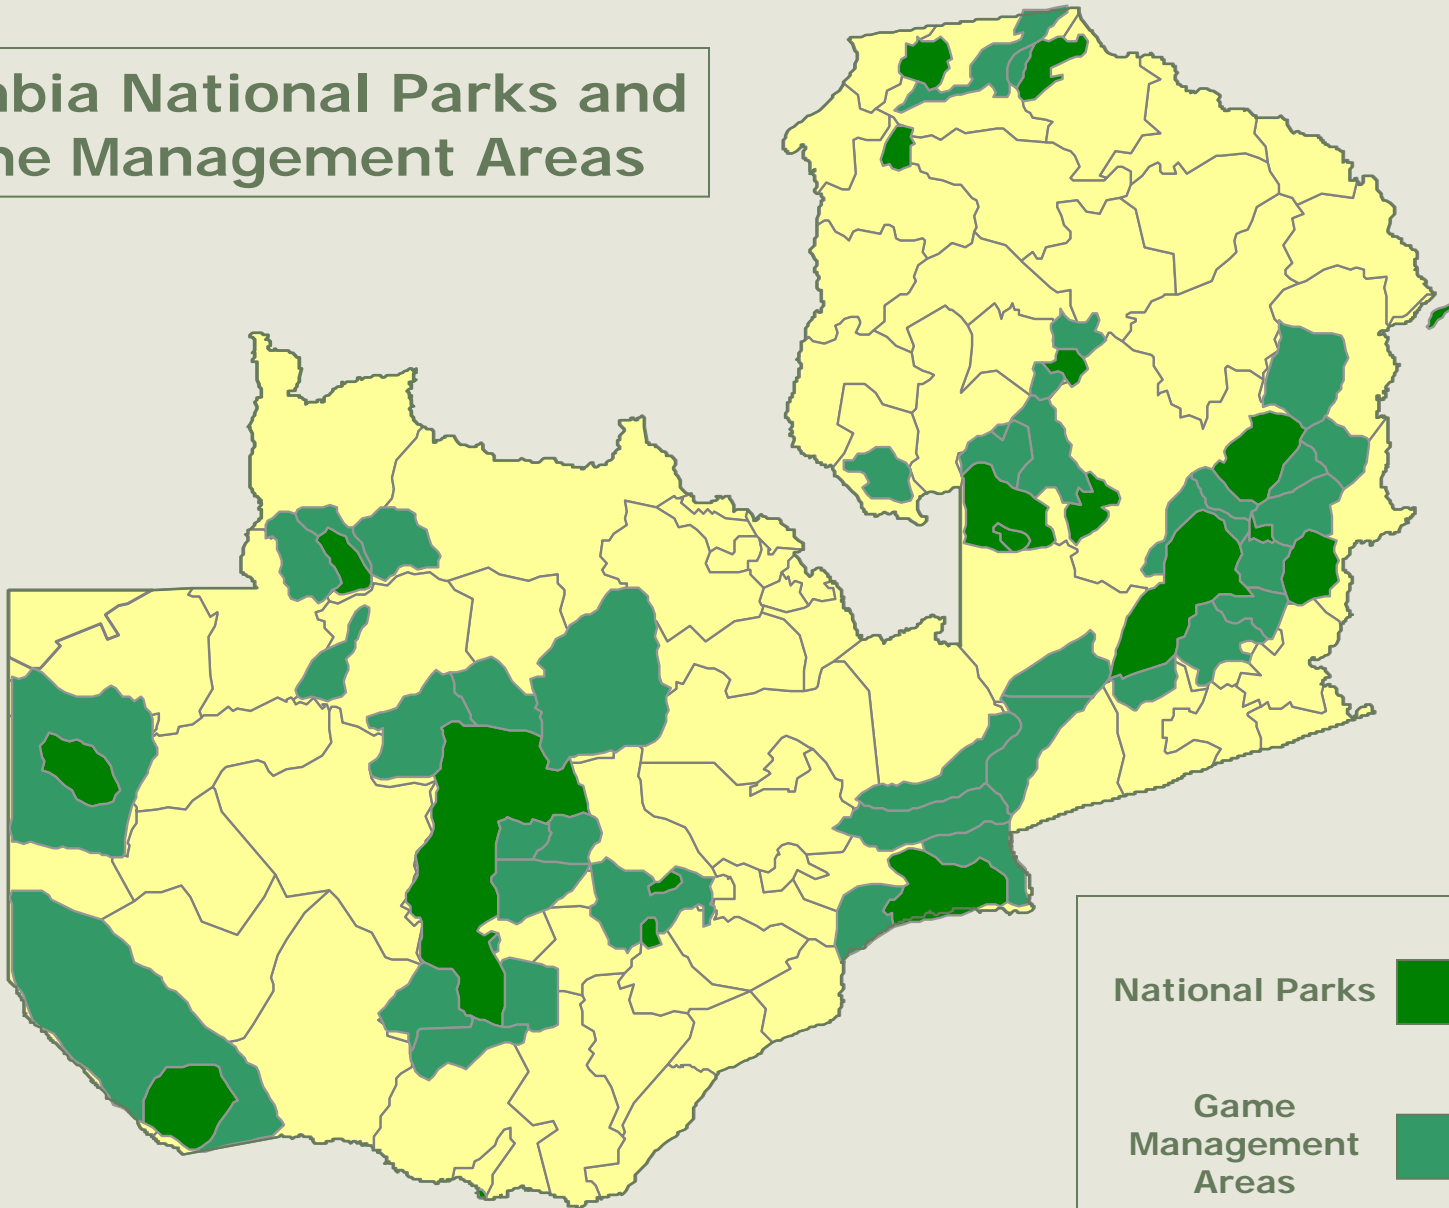 bia National Parks and
e Management Areas
National Parks
Game
Management
Areas